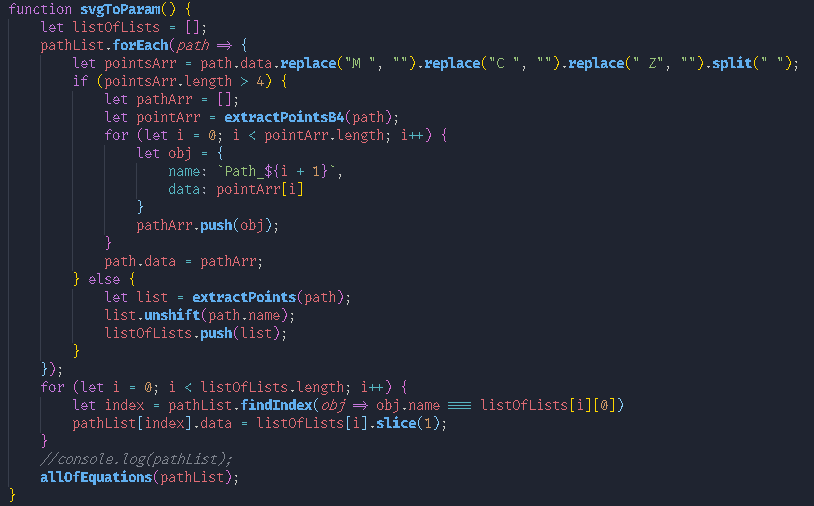 function svgToParam() {
    let listOfLists = [];
    pathList.forEach(path => {
        let pointsArr = path.data.replace("M ", "").replace("C ", "").replace(" Z", "").split(" ");
        if (pointsArr.length > 4) {
            let pathArr = [];
            let pointArr = extractPointsB4(path);
            for (let i = 0; i < pointArr.length; i++) {
                let obj = {
                    name: `Path_${i + 1}`,
                    data: pointArr[i]
                }
                pathArr.push(obj);
            }
            path.data = pathArr;
        } else {
            let list = extractPoints(path);
            list.unshift(path.name);
            listOfLists.push(list);
        }
    });
    for (let i = 0; i < listOfLists.length; i++) {
        let index = pathList.findIndex(obj => obj.name === listOfLists[i][0])
        pathList[index].data = listOfLists[i].slice(1);
    }
    //console.log(pathList);
    allOfEquations(pathList);
}